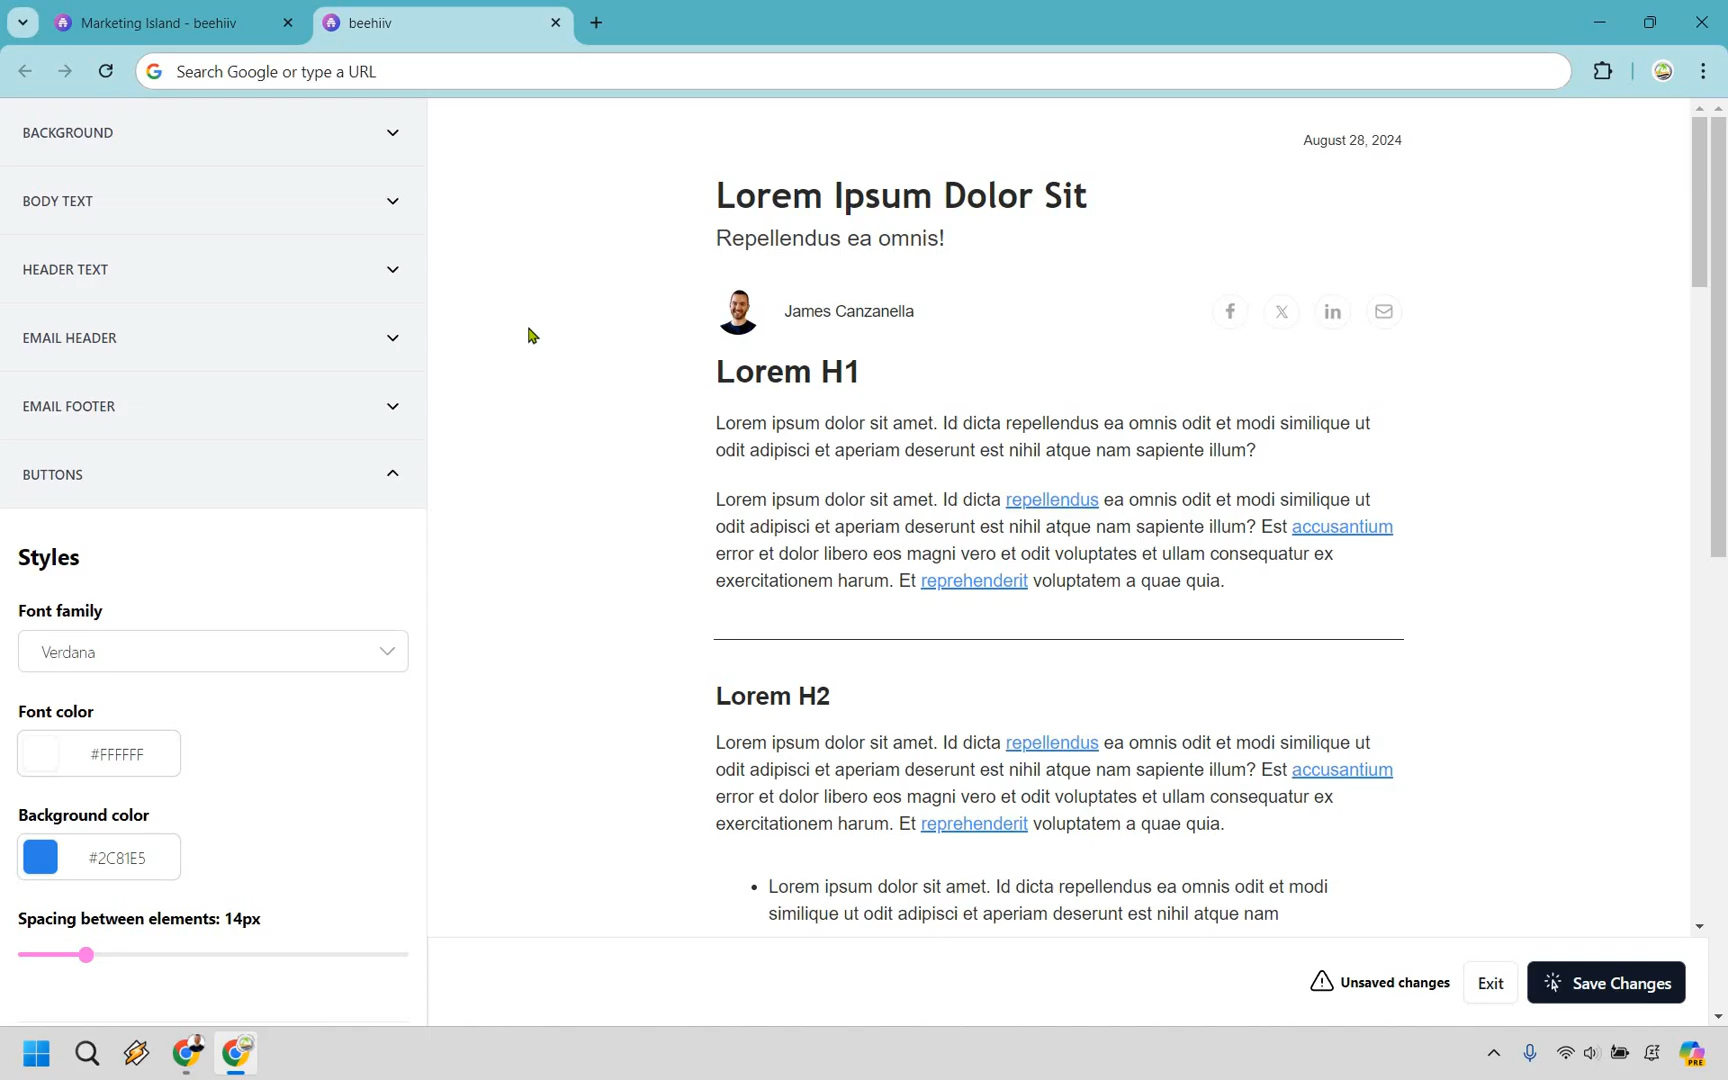 Marketing Island - beehiiv
beehiiv
Search Google or type a URL
BACKGROUND
BODY TEXT
HEADER TEXT
EMAIL HEADER
EMAIL FOOTER
BUTTONS
Styles
Font family
Verdana
Font color
#FFFFFF
Background color
#2C81E5
Spacing between elements: 14px
August 28, 2024
Lorem Ipsum Dolor Sit
Repellendus ea omnis!
James Canzanella
Lorem H1
Lorem ipsum dolor sit amet. Id dicta repellendus ea omnis odit et modi similique ut
odit adipisci et aperiam deserunt est nihil atque nam sapiente illum?
Lorem ipsum dolor sit amet. Id dicta repellendus ea omnis odit et modi similique ut
odit adipisci et aperiam deserunt est nihil atque nam sapiente illum? Est accusantium
error et dolor libero eos magni vero et odit voluptates et ullam consequatur ex
exercitationem harum. Et reprehenderit voluptatem a quae quia.
Lorem H2
Lorem ipsum dolor sit amet. Id dicta repellendus ea omnis odit et modi similique ut
odit adipisci et aperiam deserunt est nihil atque nam sapiente illum? Est accusantium
error et dolor libero eos magni vero et odit voluptates et ullam consequatur ex
exercitationem harum. Et reprehenderit voluptatem a quae quia.
• Lorem ipsum dolor sit amet. Id dicta repellendus ea omnis odit et modi
similique ut odit adipisci et aperiam deserunt est nihil atque nam
Unsaved changes
Exit
Save Changes
PRE